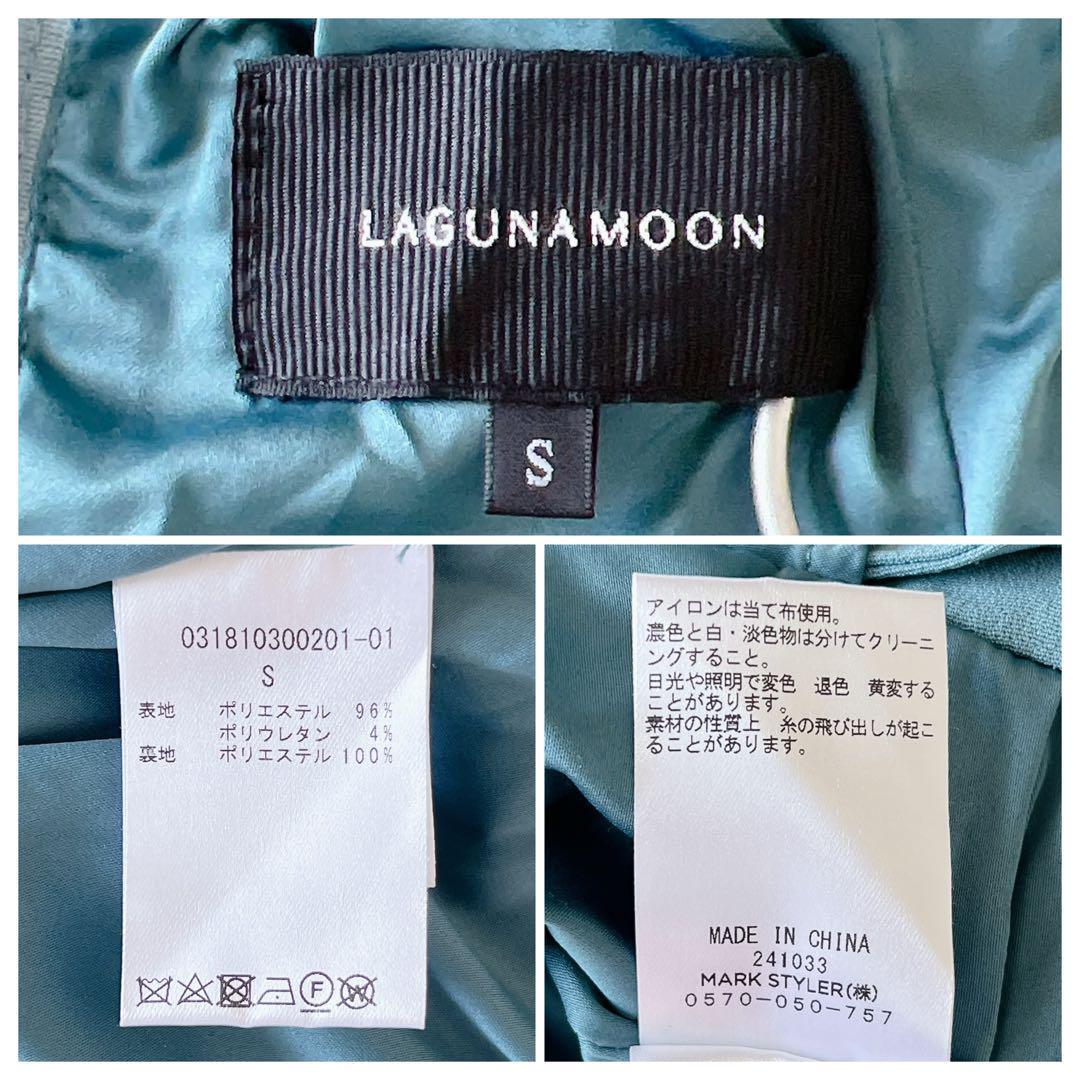 LAGUNAMOON
S
031810300201-01
S
表地 ポリエステル 96%
ポリウレタン 4%
裏地 ポリエステル 100%
F
W
アイロンは当て布使用。
濃色と白・淡色物は分けてクリーニ
ングすること。
日光や照明で変色 退色 黄変する
ことがあります。
素材の性質上 糸の飛び出しが起こ
ることがあります。
MADE IN CHINA
241033
MARK STYLER(株)
0570-050-757